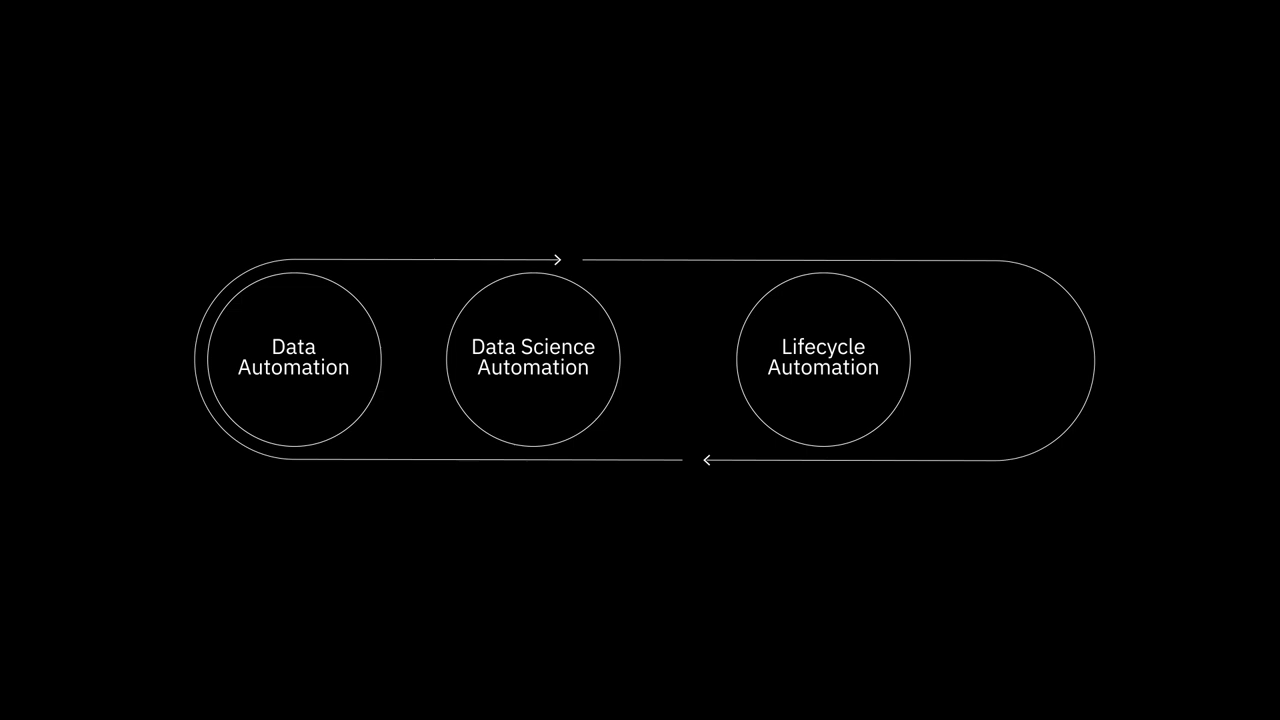 Data
Automation
Data Science
Automation
Lifecycle
Automation